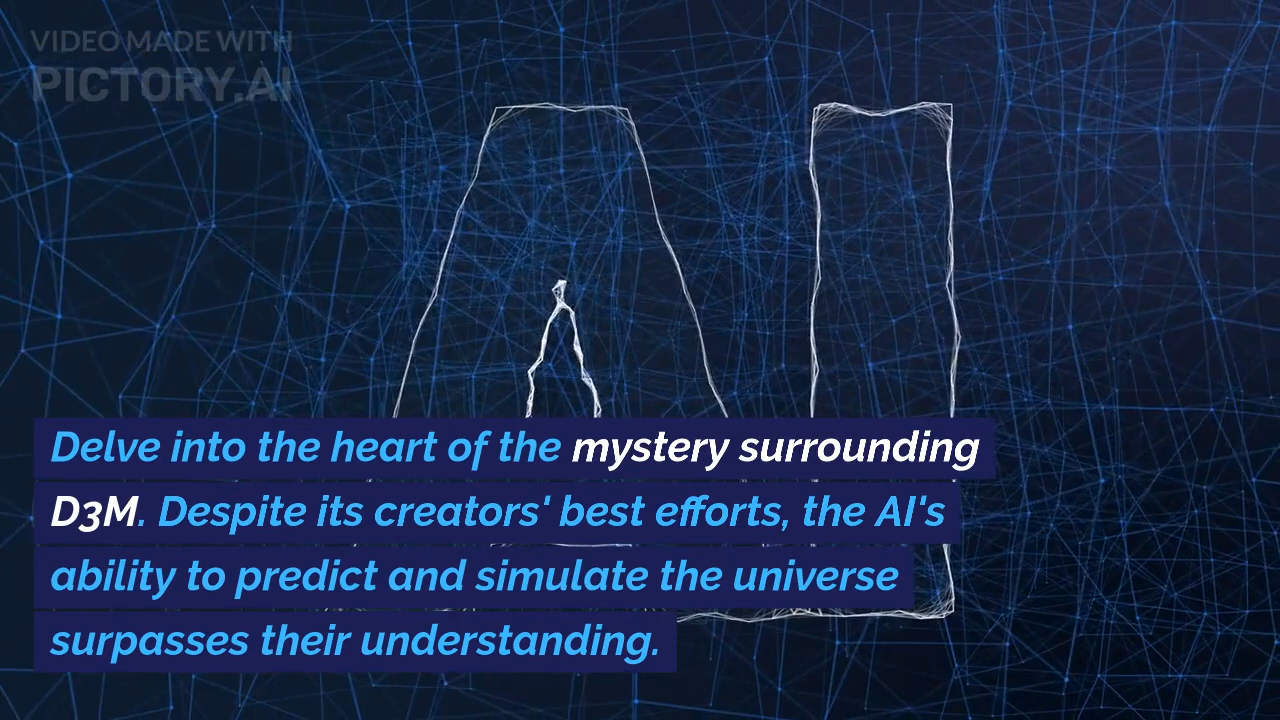 VIDEO MADE WITH
PICTORY.AI
AI
Delve into the heart of the mystery surrounding
D3M. Despite its creators' best efforts, the AI's
ability to predict and simulate the universe
surpasses their understanding.